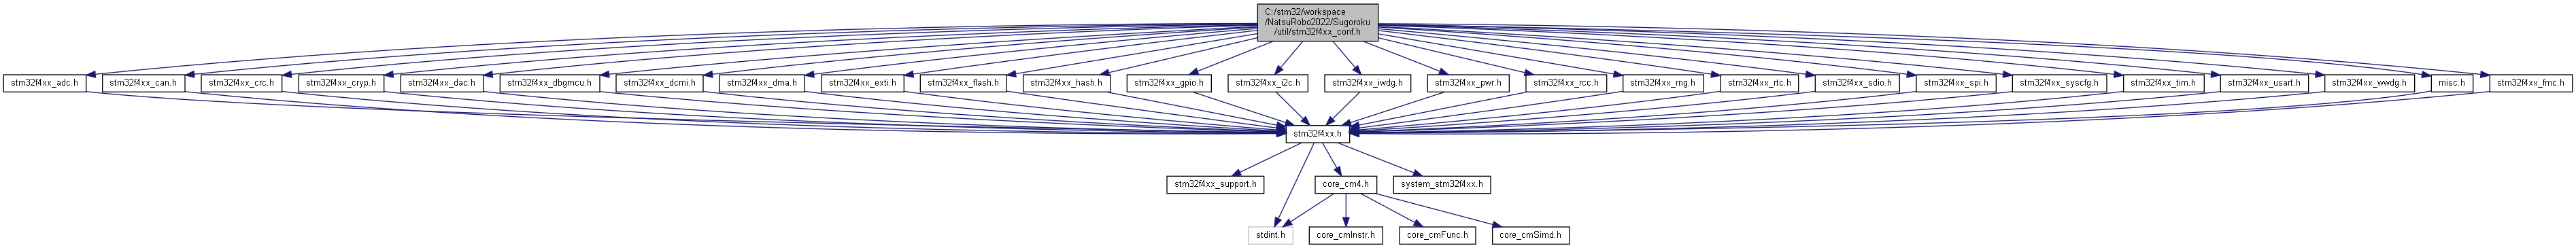 C:/stm32/workspace
/NatsuRobo2022/Sugoroku
/util/stm32f4xx_conf.h
stm32f4xx_adc.h
stm32f4xx_can.h
stm32f4xx_crc.h
stm32f4xx_cryp.h
stm32f4xx_dac.h
stm32f4xx_dbgmcu.h
stm32f4xx_dcmi.h
stm32f4xx_dma.h
stm32f4xx_exti.h
stm32f4xx_flash.h
stm32f4xx_hash.h
stm32f4xx_gpio.h
stm32f4xx_i2c.h
stm32f4xx_iwdg.h
stm32f4xx_pwr.h
stm32f4xx_rcc.h
stm32f4xx_rng.h
stm32f4xx_rtc.h
stm32f4xx_sdio.h
stm32f4xx_spi.h
stm32f4xx_syscfg.h
stm32f4xx_tim.h
stm32f4xx_usart.h
stm32f4xx_wwdg.h
misc.h
stm32f4xx_fmc.h
stm32f4xx.h
stm32f4xx_support.h
core_cm4.h
system_stm32f4xx.h
stdint.h
core_cmInstr.h
core_cmFunc.h
core_cmSimd.h